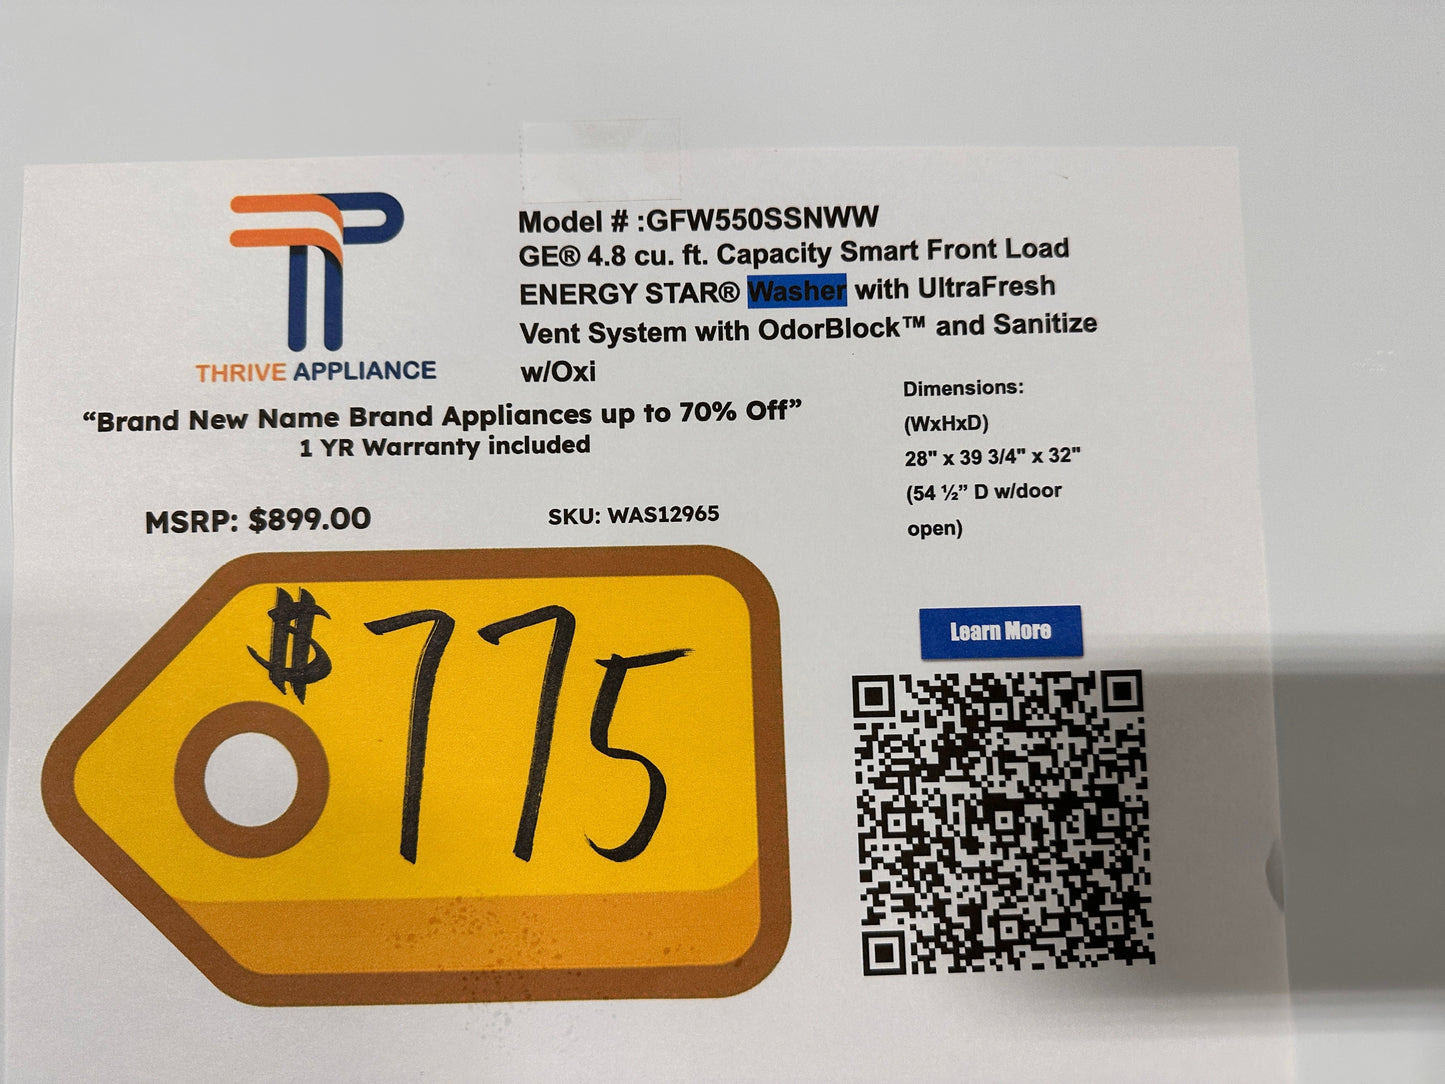 THRIVE APPLIANCE
Model # :GFW550SSNWW
GE® 4.8 cu. ft. Capacity Smart Front Load
ENERGY STAR® Washer with UltraFresh
Vent System with OdorBlock™ and Sanitize
w/Oxi
“Brand New Name Brand Appliances up to 70% Off”
1 YR Warranty included
Dimensions:
(WxHxD)
28" x 39 3/4" x 32"
(54 ½” D w/door
open)
MSRP: $899.00
SKU: WAS12965
$775
Learn More